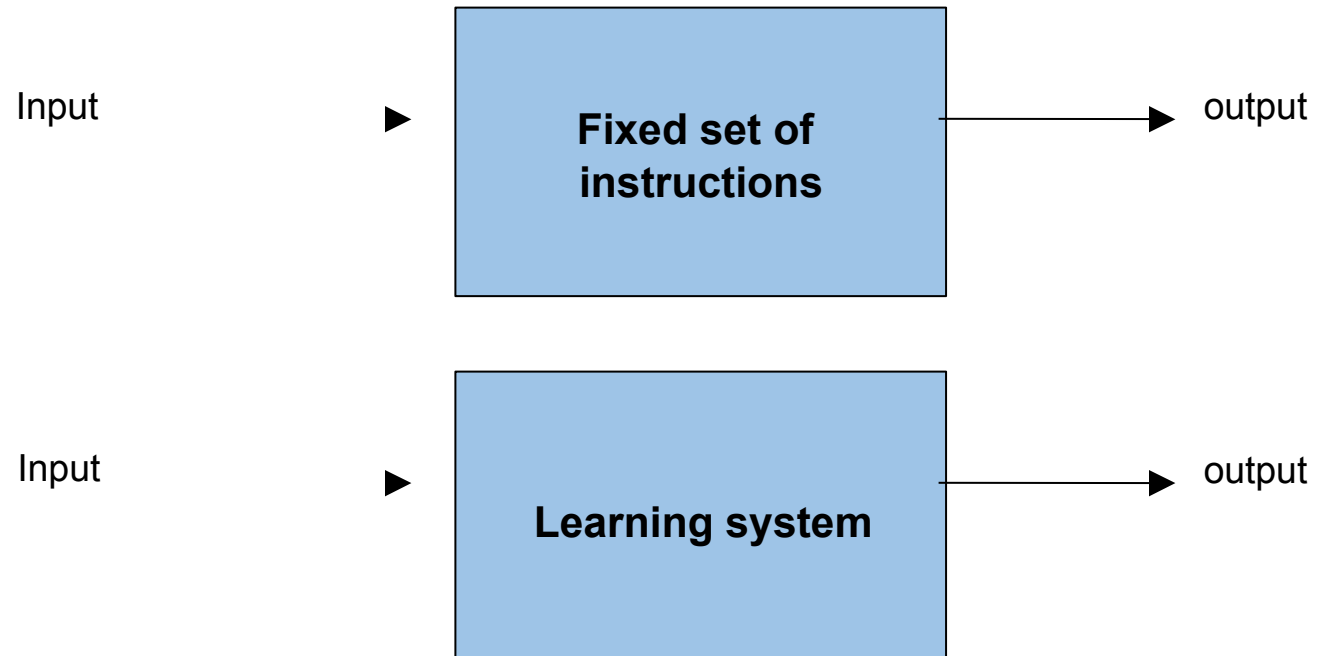 Input
Fixed set of
instructions
output
Input
Learning system
output